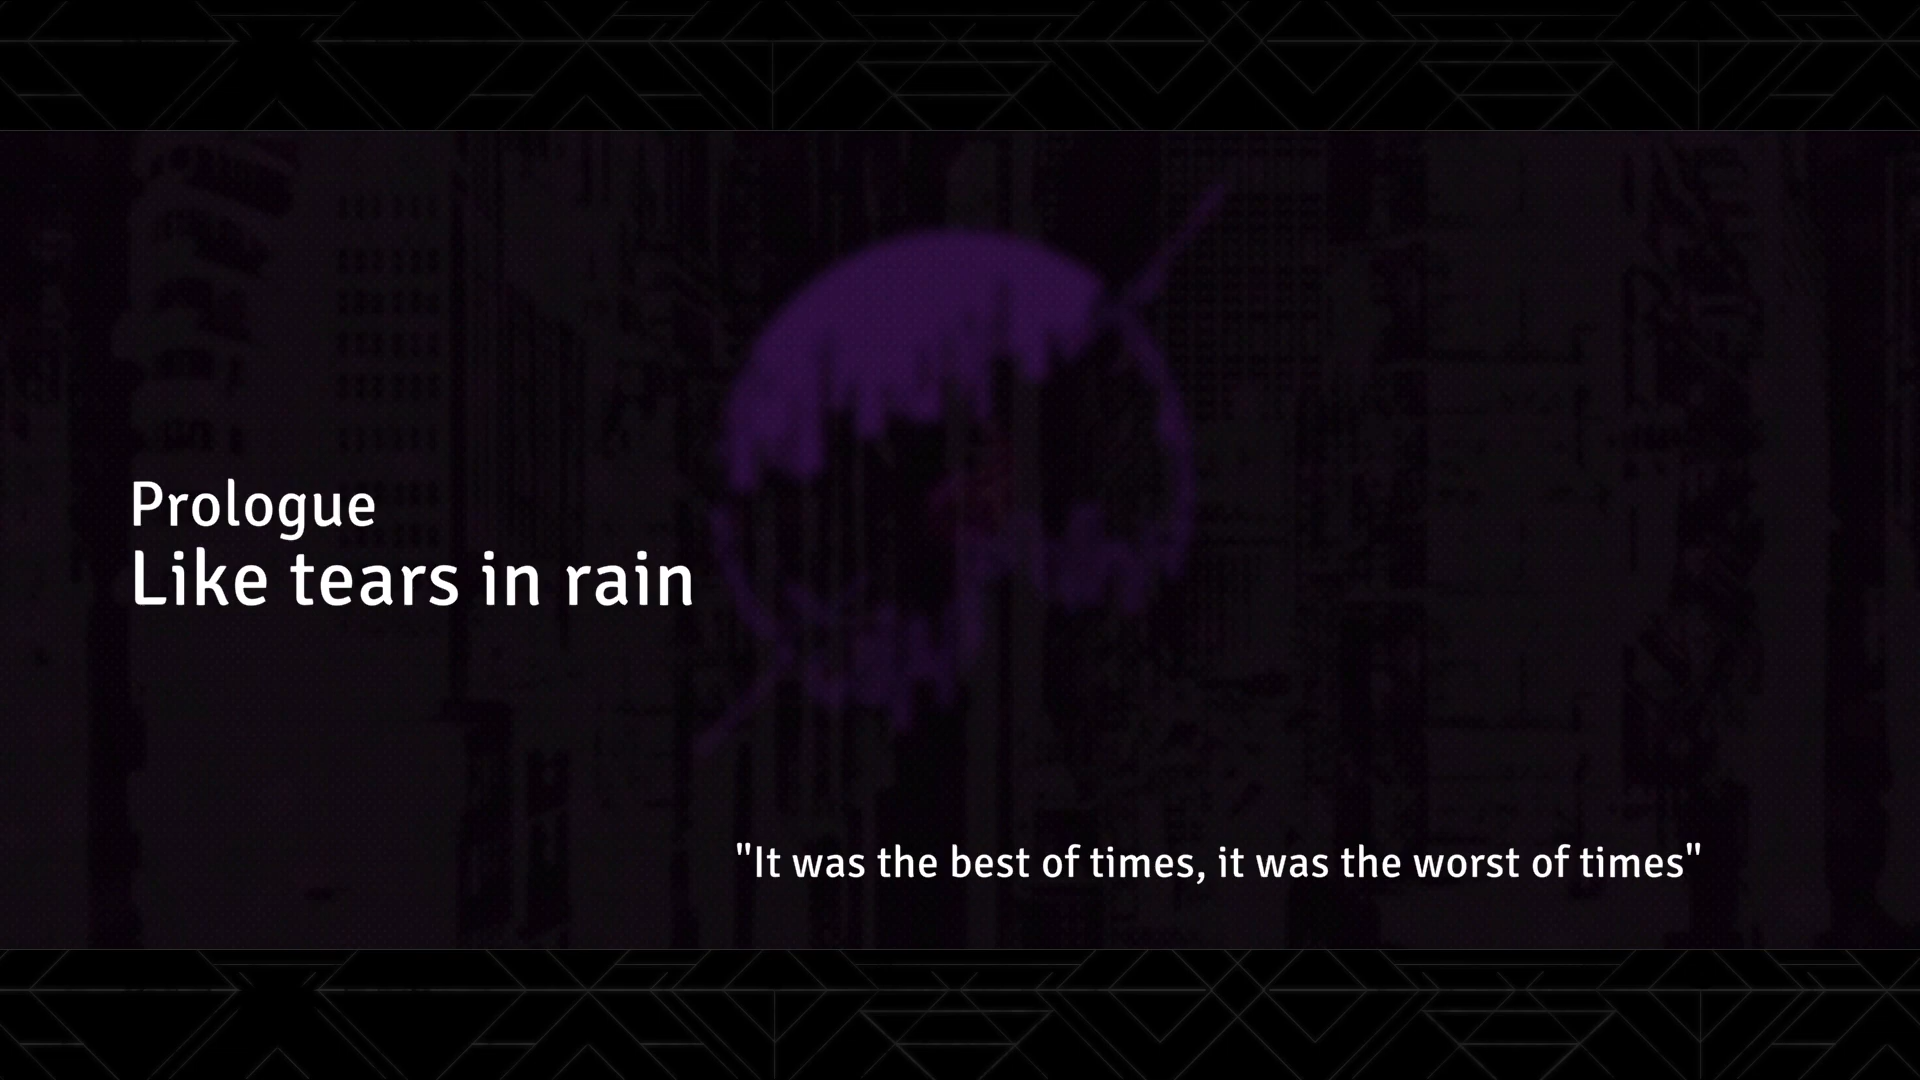 Prologue
Like tears in rain
"It was the best of times, it was the worst of times"